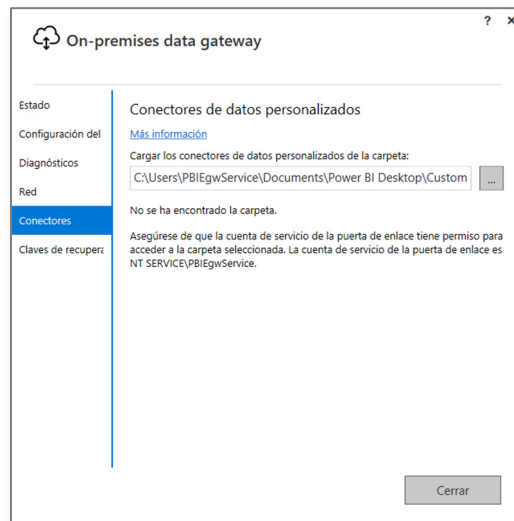 ? ×
On-premises data gateway
Estado
Configuración del
Diagnósticos
Red
Conectores
Claves de recupera
Conectores de datos personalizados
Más información
Cargar los conectores de datos personalizados de la carpeta:
C:\Users\PBIEgwService\Documents\Power BI Desktop\Custom
...
No se ha encontrado la carpeta.
Asegúrese de que la cuenta de servicio de la puerta de enlace tiene permiso para
acceder a la carpeta seleccionada. La cuenta de servicio de la puerta de enlace es
NT SERVICE\PBIEgwService.
Cerrar